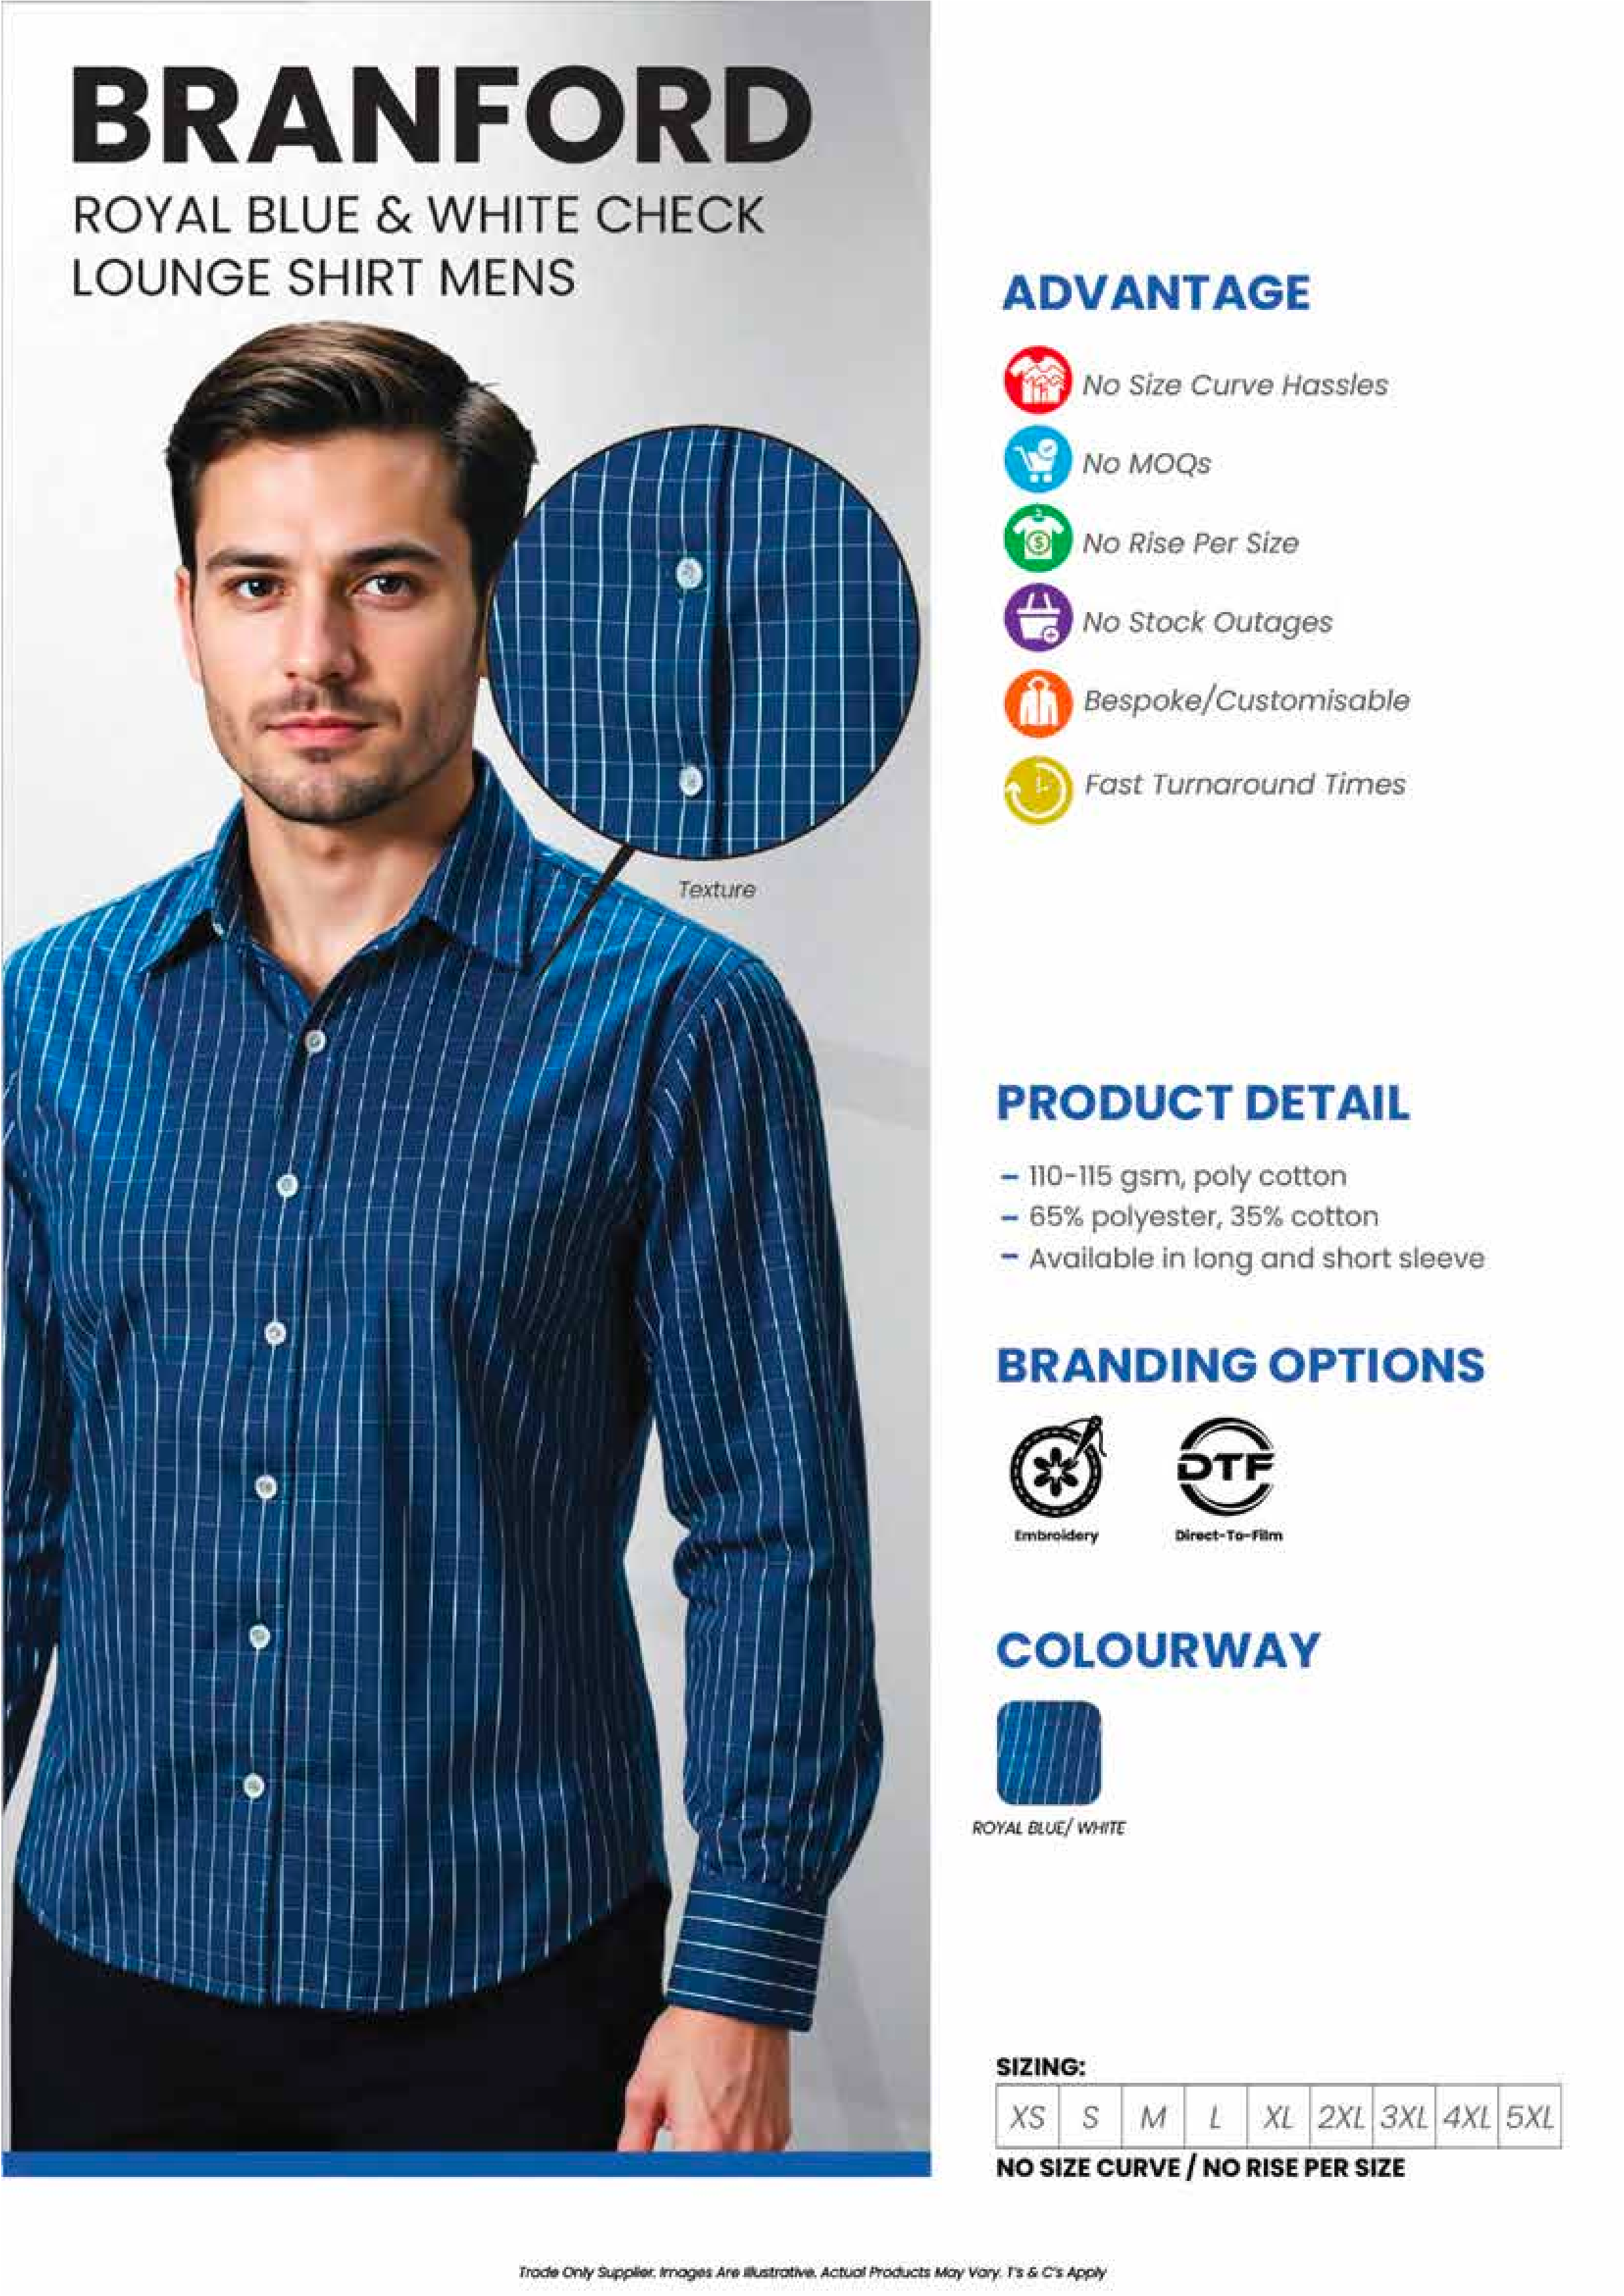 BRANFORD
ROYAL BLUE & WHITE CHECK
LOUNGE SHIRT MENS
Texture
ADVANTAGE
No Size Curve Hassles
No MOQs
No Rise Per Size
No Stock Outages
Bespoke/Customisable
Fast Turnaround Times
PRODUCT DETAIL
- 110-115 gsm, poly cotton
- 65% polyester, 35% cotton
- Available in long and short sleeve
BRANDING OPTIONS
DTF
Embroidery
Direct-To-Film
COLOURWAY
ROYAL BLUE/ WHITE
SIZING:
XS S M L XL 2XL 3XL 4XL 5XL
NO SIZE CURVE / NO RISE PER SIZE
Trade Only Supplier. Images Are Illustrative. Actual Products May Vary. T's & C's Apply